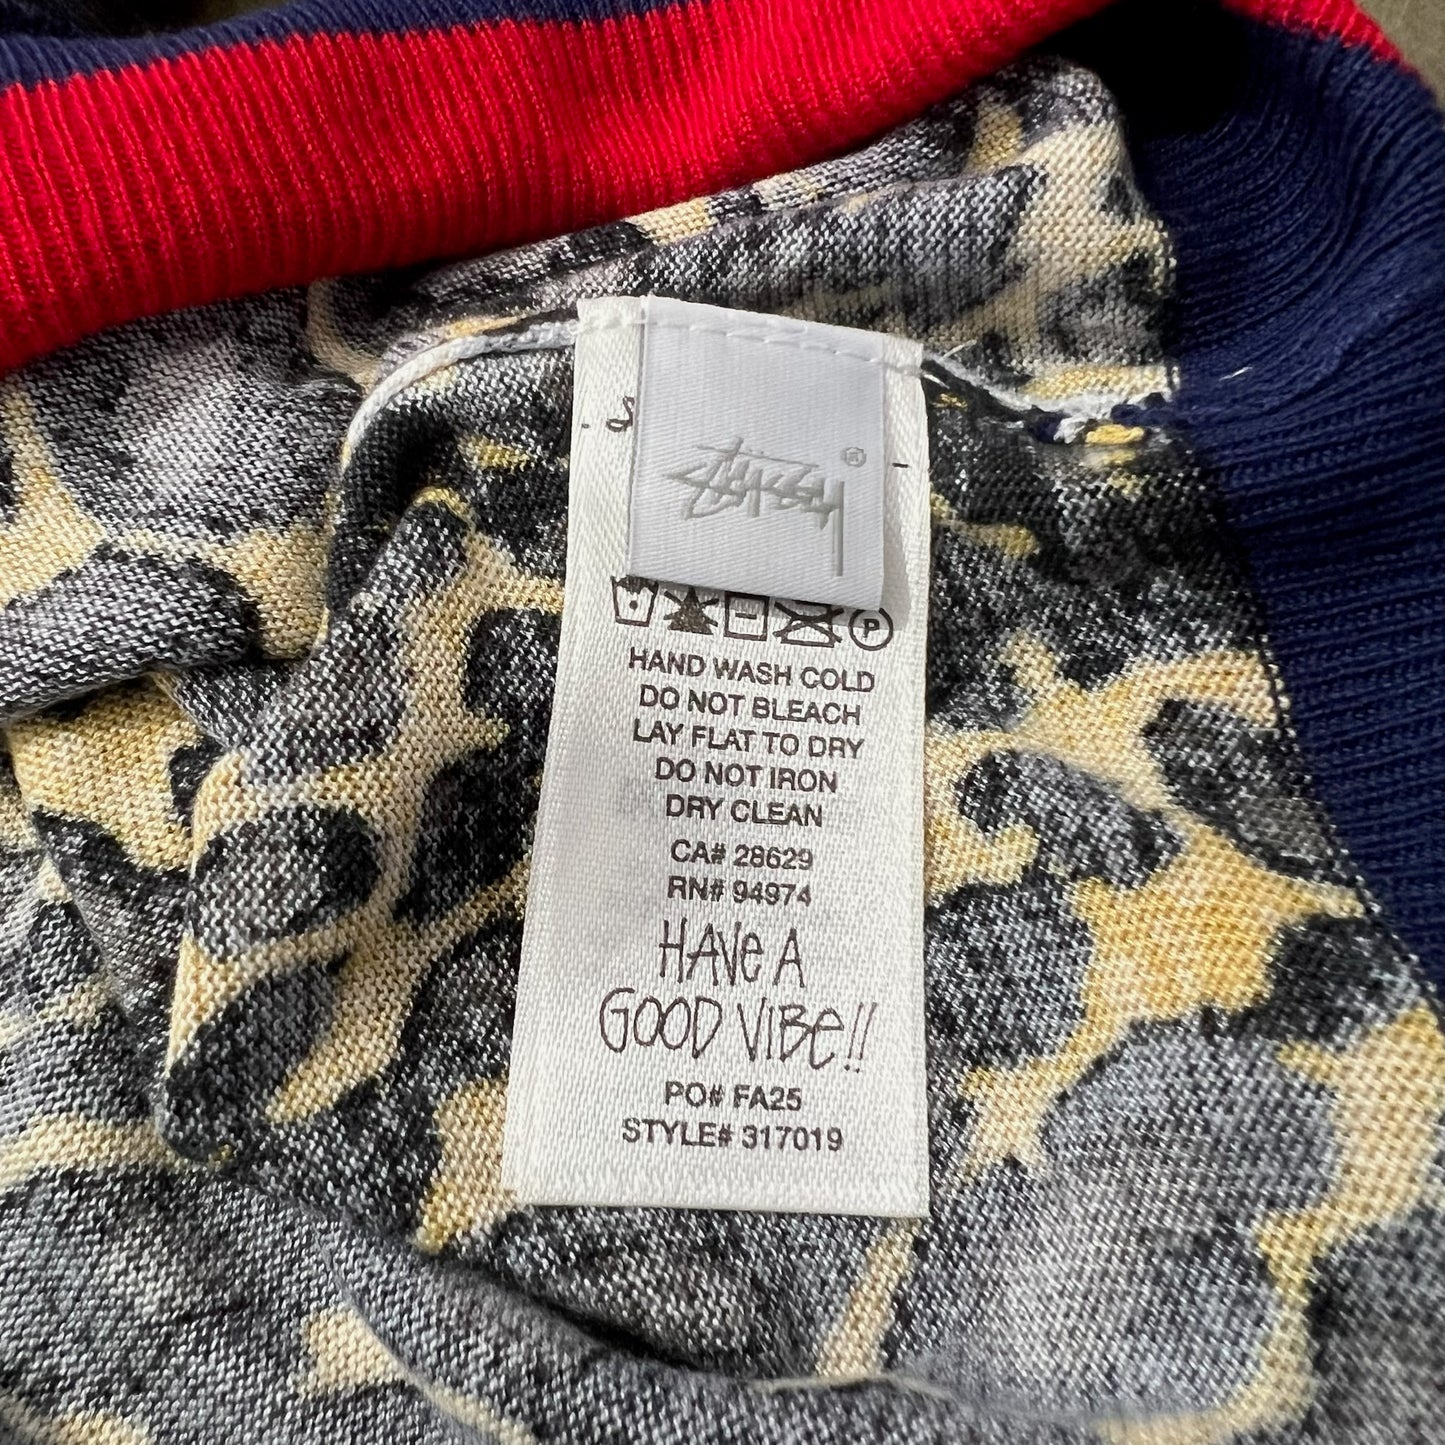 STÜSSY ®
P
HAND WASH COLD
DO NOT BLEACH
LAY FLAT TO DRY
DO NOT IRON
DRY CLEAN
CA# 28629
RN# 94974
HAVE A
GOOD VIBE!!
PO# FA25
STYLE# 317019